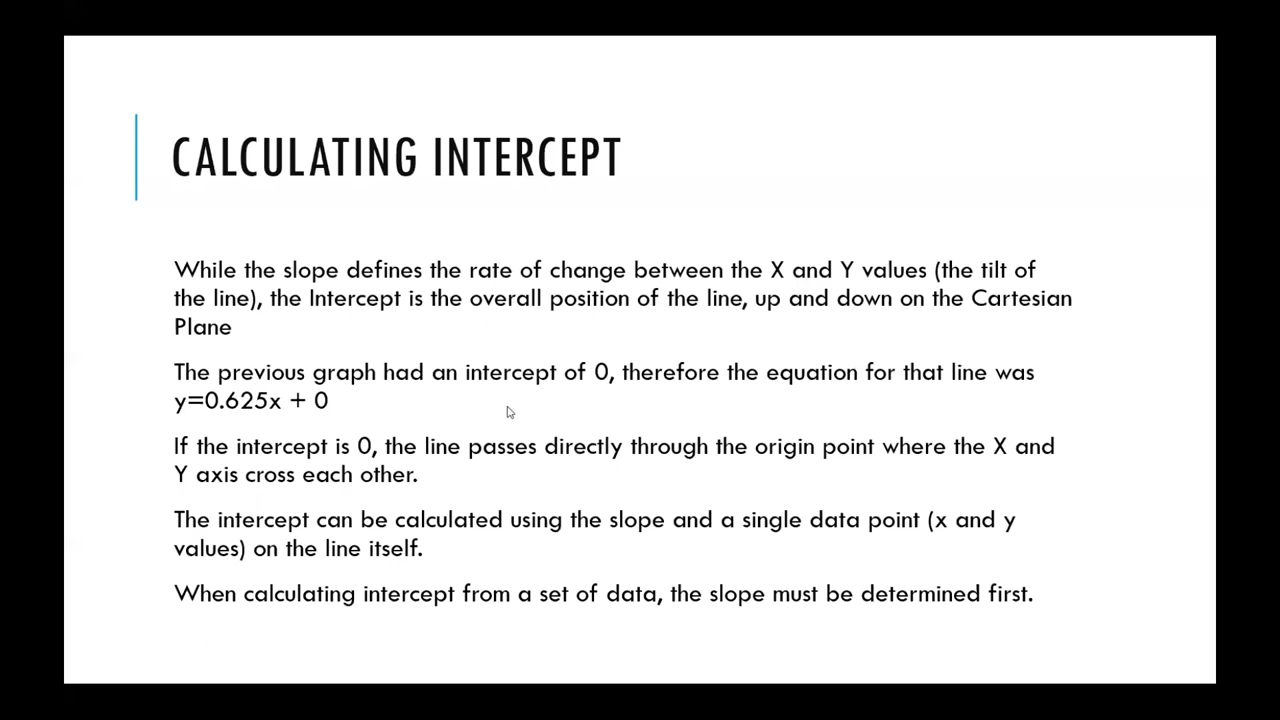 CALCULATING INTERCEPT
While the slope defines the rate of change between the X and Y values (the tilt of
the line), the Intercept is the overall position of the line, up and down on the Cartesian
Plane
The previous graph had an intercept of 0, therefore the equation for that line was
y=0.625x + 0
If the intercept is 0, the line passes directly through the origin point where the X and
Y axis cross each other.
The intercept can be calculated using the slope and a single data point (x and y
values) on the line itself.
When calculating intercept from a set of data, the slope must be determined first.